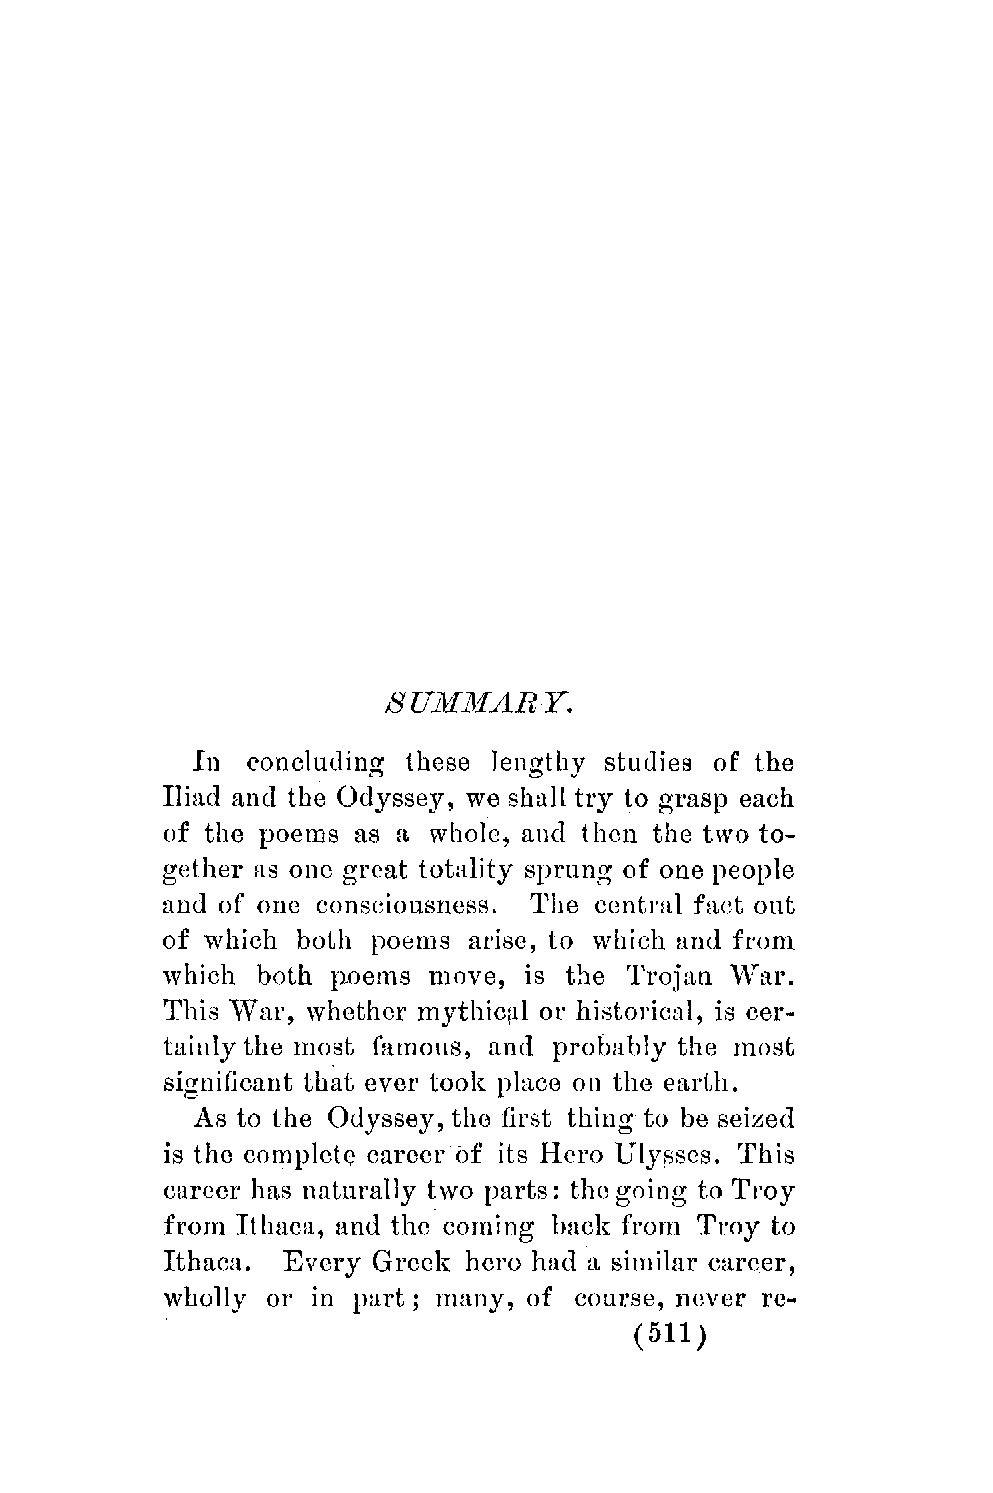 SUMMARY.
In concluding these lengthy studies of the
Iliad and the Odyssey, we shall try to grasp each
of the poems as a whole, and then the two to-
gether as one great totality sprung of one people
and of one consciousness. The central fact out
of which both poems arise, to which and from
which both poems move, is the Trojan War.
This War, whether mythical or historical, is cer-
tainly the most famous, and probably the most
significant that ever took place on the earth.
As to the Odyssey, the first thing to be seized
is the complete career of its Hero Ulysses. This
career has naturally two parts: the going to Troy
from Ithaca, and the coming back from Troy to
Ithaca. Every Greek hero had a similar career,
wholly or in part; many, of course, never re-
(511)